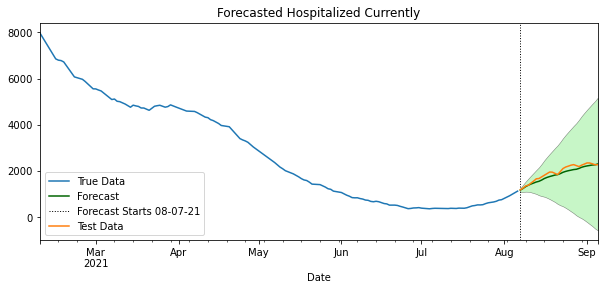 Forecasted Hospitalized Currently
8000
6000
4000
2000
0
True Data
Forecast
Forecast Starts 08-07-21
Test Data
Mar Apr May Jun Jul Aug Sep
2021
Date